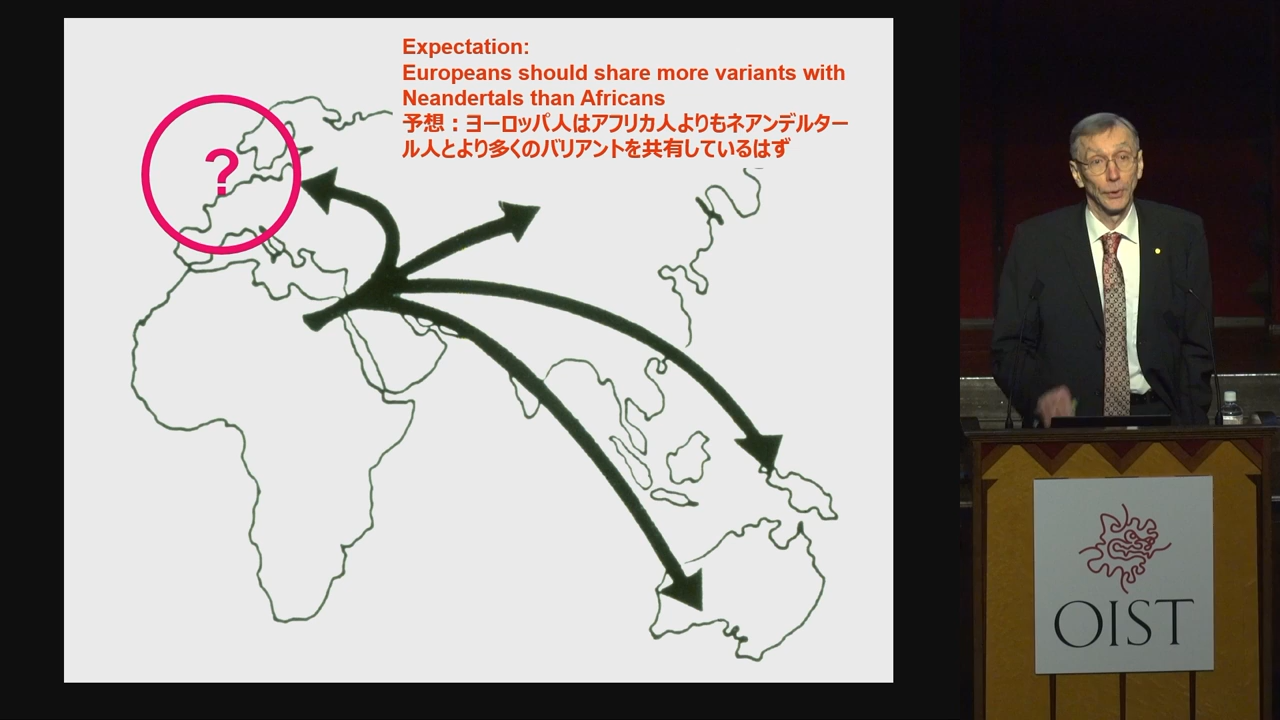 Expectation:
Europeans should share more variants with
Neandertals than Africans
予想：ヨーロッパ人はアフリカ人よりもネアンデルター
ル人とより多くのバリアントを共有しているはず
?
OIST